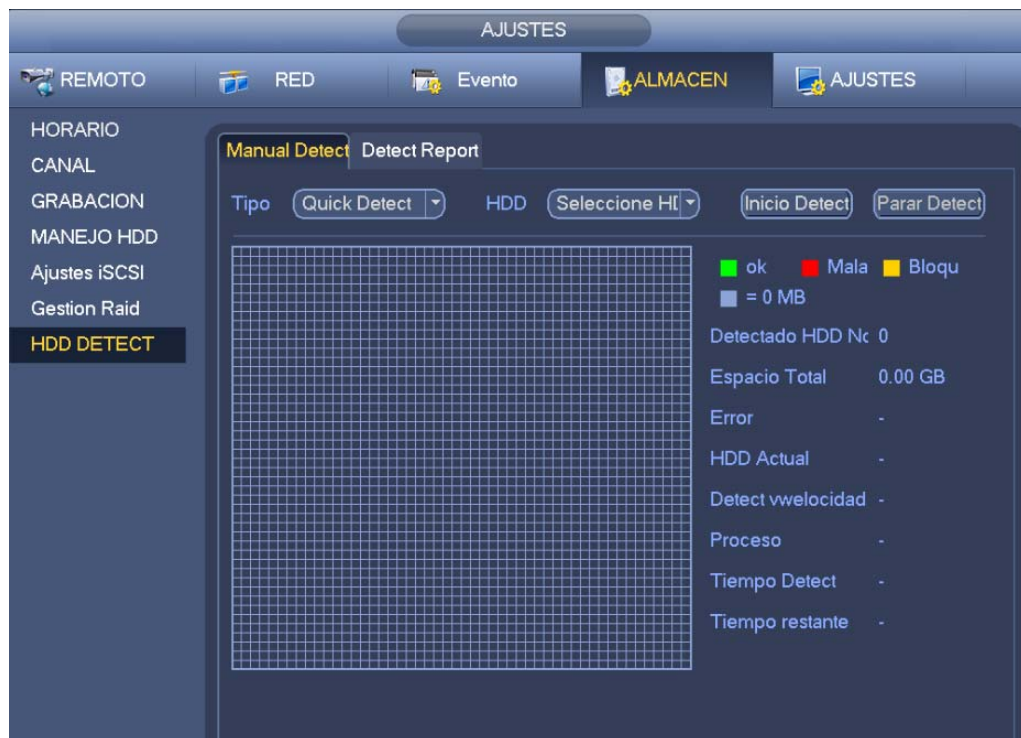 AJUSTES
REMOTO RED Evento ALMACEN AJUSTES
HORARIO
CANAL
GRABACION
MANEJO HDD
Ajustes iSCSI
Gestion Raid
HDD DETECT
Manual Detect Detect Report
Tipo Quick Detect HDD Seleccione HD Inicio Detect Parar Detect
ok Mala Bloqu
= 0 MB
Detectado HDD Nc 0
Espacio Total 0.00 GB
Error -
HDD Actual -
Detect vwelocidad -
Proceso -
Tiempo Detect -
Tiempo restante -